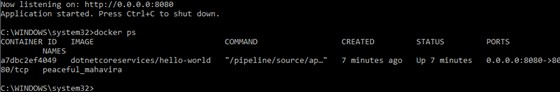 Now listening on: http://0.0.0.0:8080
Application started. Press Ctrl+C to shut down.
C:\WINDOWS\system32>docker ps
CONTAINER ID IMAGE COMMAND CREATED STATUS PORTS
NAMES
a7dbc2ef4049 dotnetcoreservices/hello-world "/pipeline/source/ap…" 7 minutes ago Up 7 minutes 0.0.0.0:8080->80
80/tcp peaceful_mahavira
C:\WINDOWS\system32>